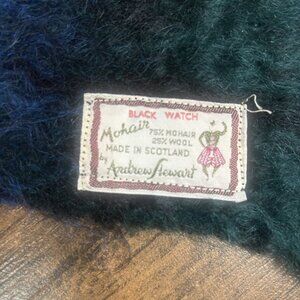 BLACK WATCH
Mohair
75% MOHAIR
25% WOOL
MADE IN SCOTLAND
by Andrew Stewart